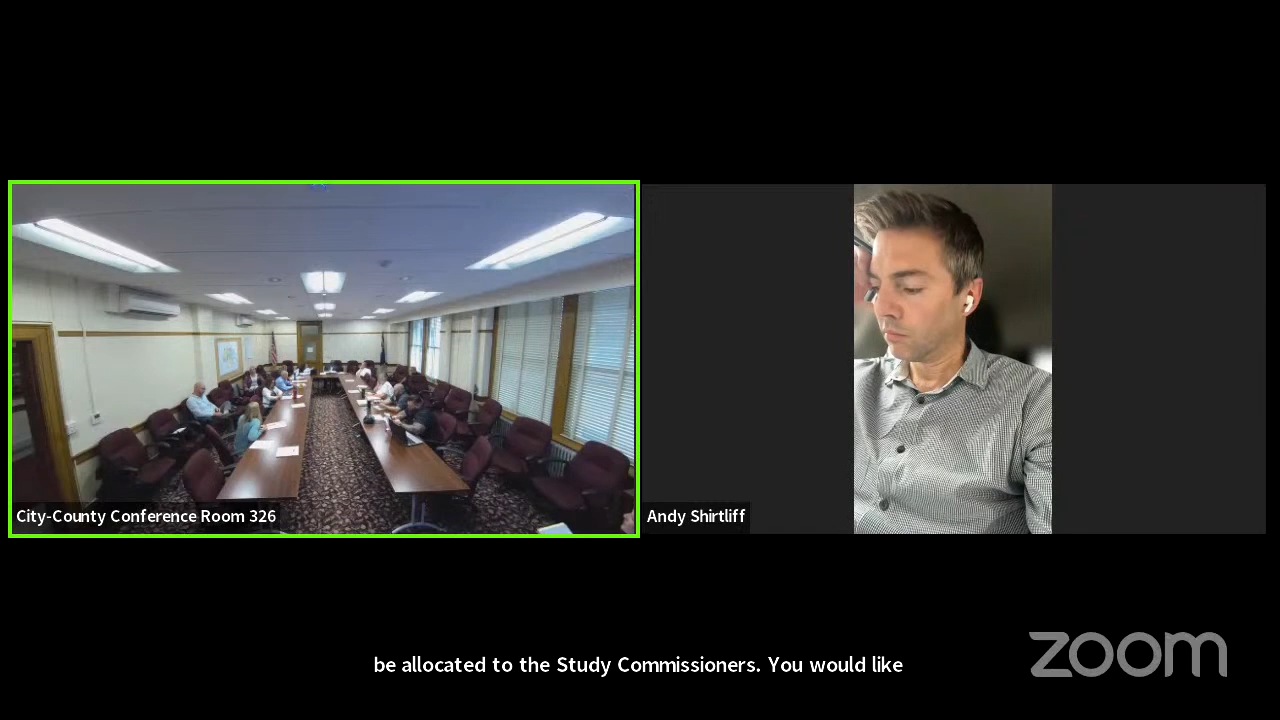 City-County Conference Room 326
Andy Shirtliff
be allocated to the Study Commissioners. You would like
zoom